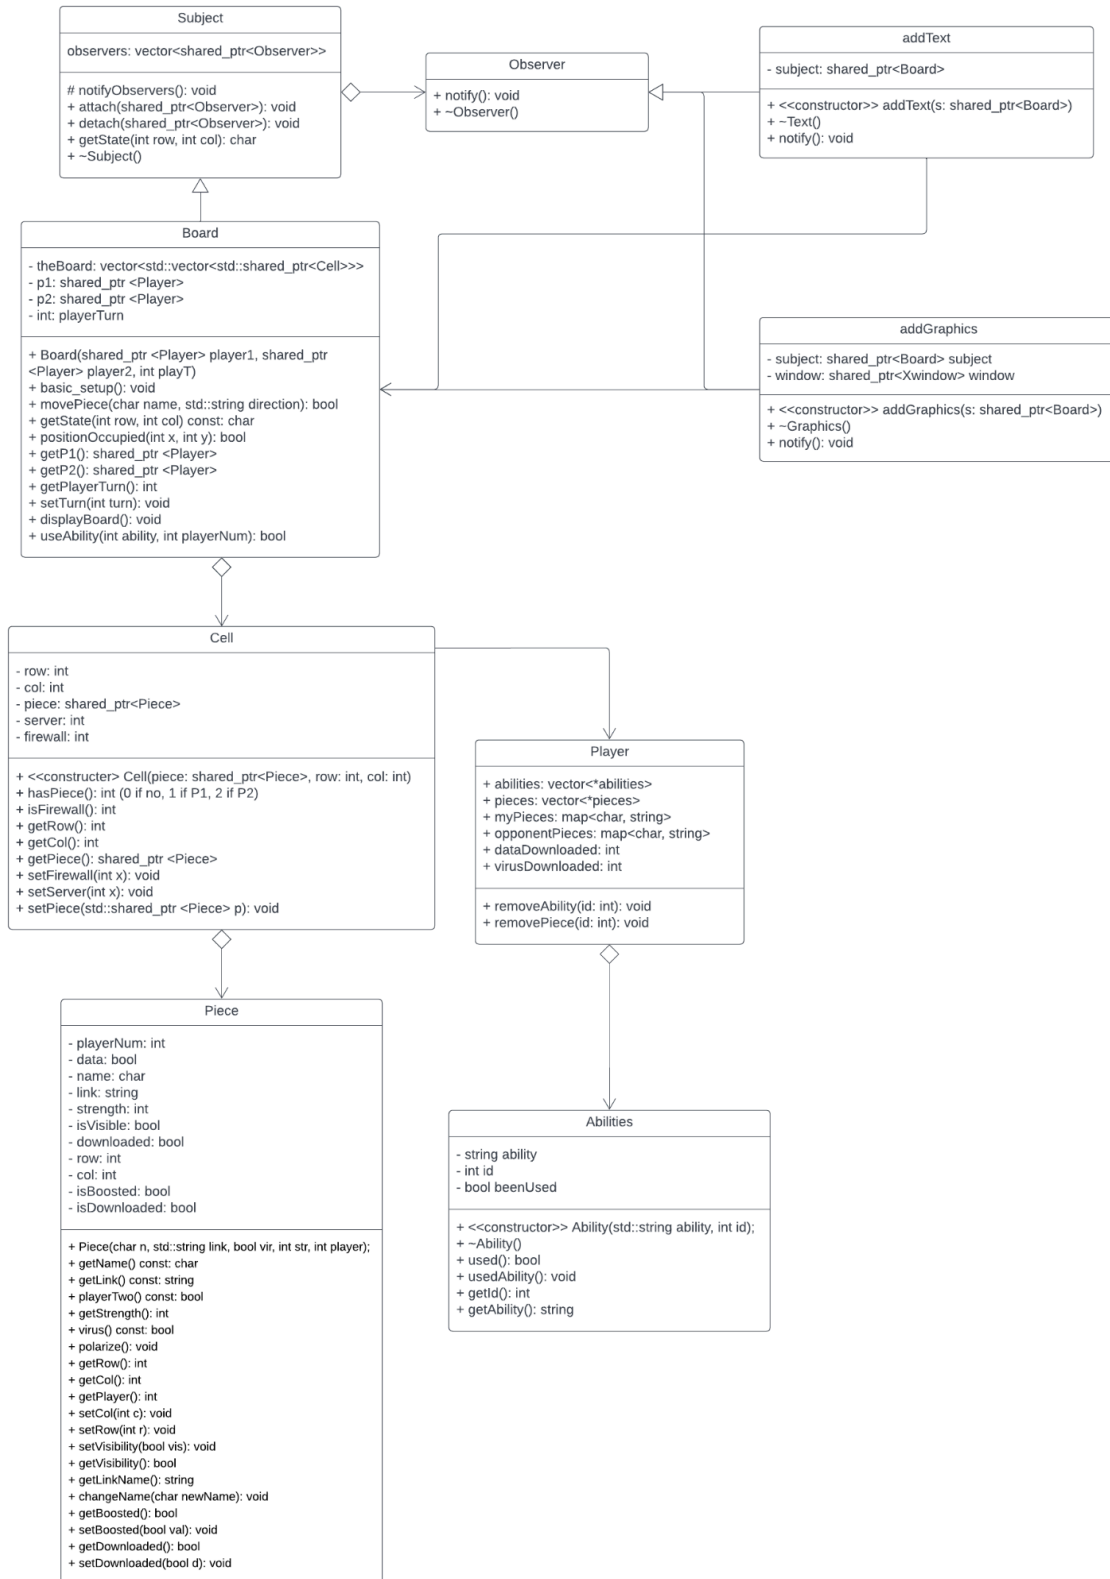 Subject
observers: vector<shared_ptr<Observer>>
# notifyObservers(): void
+ attach(shared_ptr<Observer>): void
+ detach(shared_ptr<Observer>): void
+ getState(int row, int col): char
+ ~Subject()
Observer
+ notify(): void
+ ~Observer()
addText
- subject: shared_ptr<Board>
+ <<constructor>> addText(s: shared_ptr<Board>)
+ ~Text()
+ notify(): void
Board
- theBoard: vector<std::vector<std::shared_ptr<Cell>>>
- p1: shared_ptr <Player>
- p2: shared_ptr <Player>
- int: playerTurn
+ Board(shared_ptr <Player> player1, shared_ptr
<Player> player2, int playT)
+ basic_setup(): void
+ movePiece(char name, std::string direction): bool
+ getState(int row, int col) const: char
+ positionOccupied(int x, int y): bool
+ getP1(): shared_ptr <Player>
+ getP2(): shared_ptr <Player>
+ getPlayerTurn(): int
+ setTurn(int turn): void
+ displayBoard(): void
+ useAbility(int ability, int playerNum): bool
addGraphics
- subject: shared_ptr<Board> subject
- window: shared_ptr<Xwindow> window
+ <<constructor>> addGraphics(s: shared_ptr<Board>)
+ ~Graphics()
+ notify(): void
Cell
- row: int
- col: int
- piece: shared_ptr<Piece>
- server: int
- firewall: int
+ <<constructer> Cell(piece: shared_ptr<Piece>, row: int, col: int)
+ hasPiece(): int (0 if no, 1 if P1, 2 if P2)
+ isFirewall(): int
+ getRow(): int
+ getCol(): int
+ getPiece(): shared_ptr <Piece>
+ setFirewall(int x): void
+ setServer(int x): void
+ setPiece(std::shared_ptr <Piece> p): void
Player
+ abilities: vector<*abilities>
+ pieces: vector<*pieces>
+ myPieces: map<char, string>
+ opponentPieces: map<char, string>
+ dataDownloaded: int
+ virusDownloaded: int
+ removeAbility(id: int): void
+ removePiece(id: int): void
Piece
- playerNum: int
- data: bool
- name: char
- link: string
- strength: int
- isVisible: bool
- downloaded: bool
- row: int
- col: int
- isBoosted: bool
- isDownloaded: bool
+ Piece(char n, std::string link, bool vir, int str, int player);
+ getName() const: char
+ getLink() const: string
+ playerTwo() const: bool
+ getStrength(): int
+ virus() const: bool
+ polarize(): void
+ getRow(): int
+ getCol(): int
+ getPlayer(): int
+ setCol(int c): void
+ setRow(int r): void
+ setVisibility(bool vis): void
+ getVisibility(): bool
+ getLinkName(): string
+ changeName(char newName): void
+ getBoosted(): bool
+ setBoosted(bool val): void
+ getDownloaded(): bool
+ setDownloaded(bool d): void
Abilities
- string ability
- int id
- bool beenUsed
+ <<constructor>> Ability(std::string ability, int id);
+ ~Ability()
+ used(): bool
+ usedAbility(): void
+ getId(): int
+ getAbility(): string